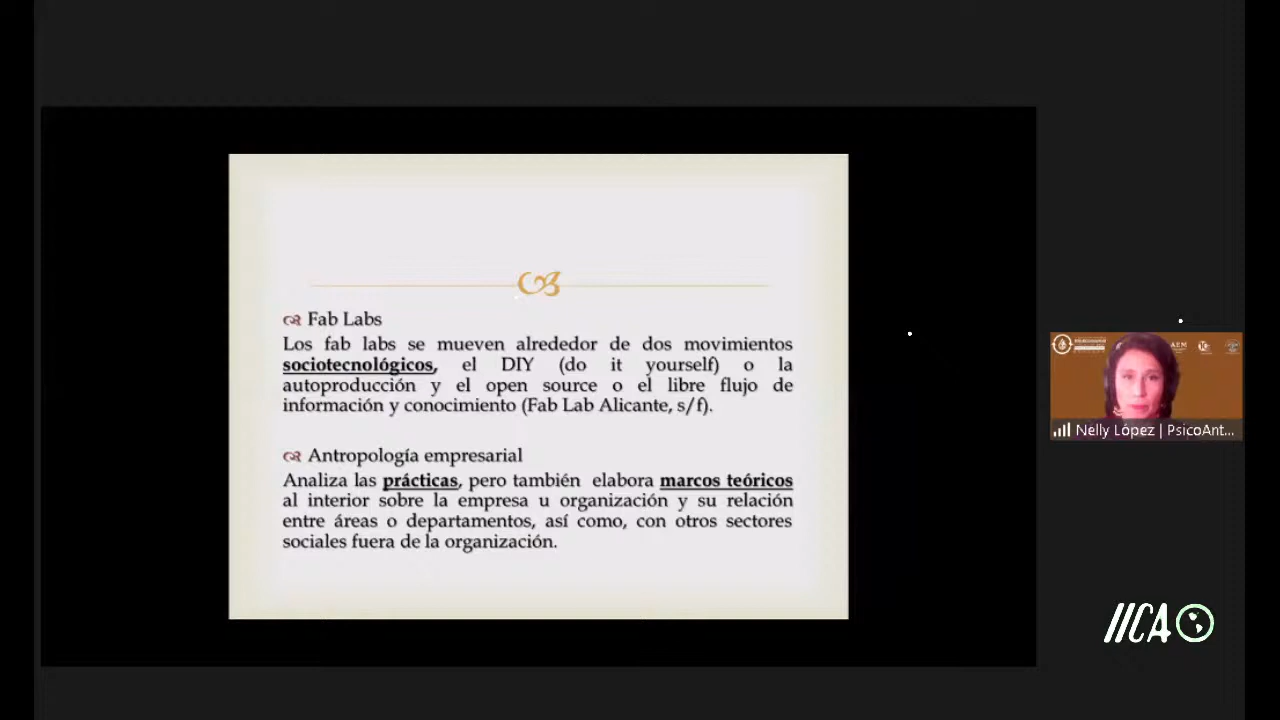 Fab Labs
Los fab labs se mueven alrededor de dos movimientos
sociotecnológicos, el DIY (do it yourself) o la
autoproducción y el open source o el libre flujo de
información y conocimiento (Fab Lab Alicante, s/f).
Antropología empresarial
Analiza las prácticas, pero también elabora marcos teóricos
al interior sobre la empresa u organización y su relación
entre áreas o departamentos, así como, con otros sectores
sociales fuera de la organización.
Nelly López | PsicoAnt...
IICA